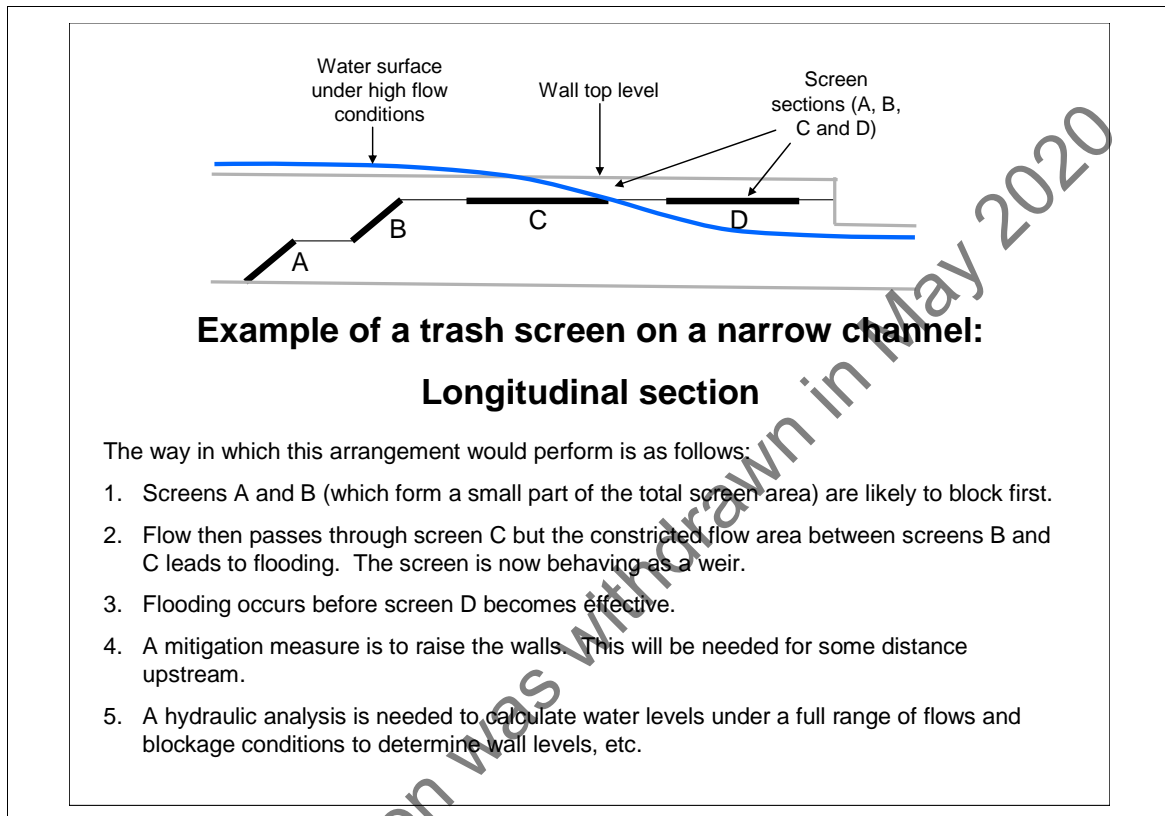 Water surface
under high flow
conditions
Wall top level
Screen
sections (A, B,
C and D)
A
B
C
D
Example of a trash screen on a narrow channel:
Longitudinal section
The way in which this arrangement would perform is as follows:
1. Screens A and B (which form a small part of the total screen area) are likely to block first.
2. Flow then passes through screen C but the constricted flow area between screens B and
C leads to flooding. The screen is now behaving as a weir.
3. Flooding occurs before screen D becomes effective.
4. A mitigation measure is to raise the walls. This will be needed for some distance
upstream.
5. A hydraulic analysis is needed to calculate water levels under a full range of flows and
blockage conditions to determine wall levels, etc.
was withdrawn in May 2020